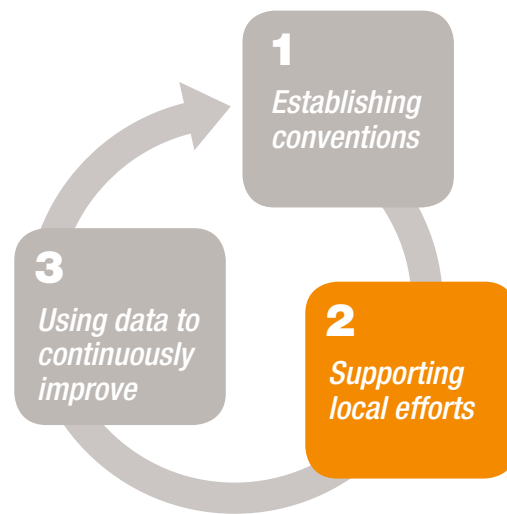 1
Establishing
conventions
2
Supporting
local efforts
3
Using data to
continuously
improve